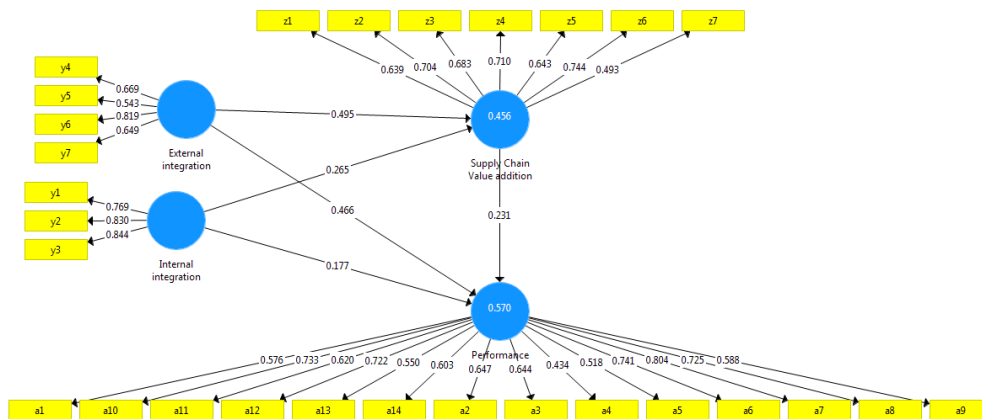 z1 z2 z3 z4 z5 z6 z7
0.639 0.704 0.683 0.710 0.643 0.744 0.493
y4
y5
y6
y7
0.669
0.543
0.819
0.649
External
integration
0.495
0.456
Supply Chain
Value addition
0.265
0.466
0.231
y1
y2
y3
0.769
0.830
0.844
Internal
integration
0.177
0.570
Performance
0.576 0.733 0.620 0.722 0.550 0.603 0.647 0.644 0.434 0.518 0.741 0.804 0.725 0.588
a1 a10 a11 a12 a13 a14 a2 a3 a4 a5 a6 a7 a8 a9